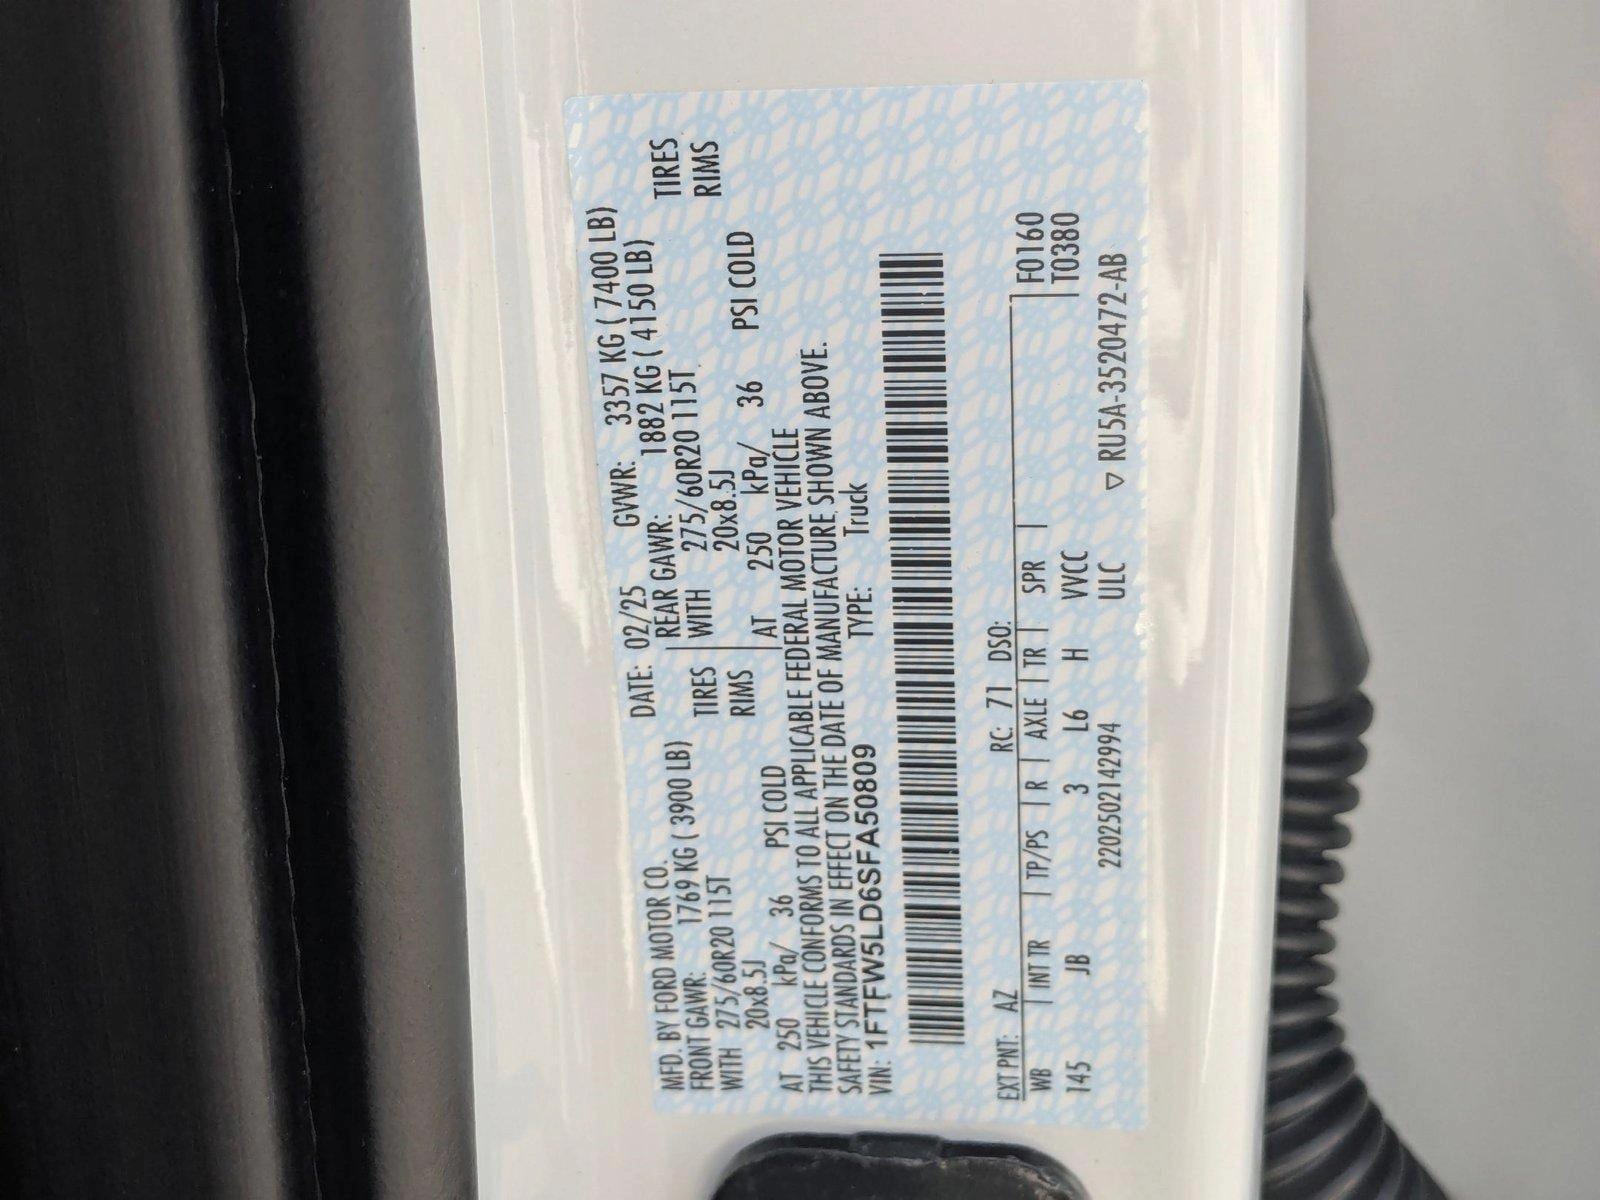 MFD. BY FORD MOTOR CO. DATE: 02/25 GVWR: 3357 KG ( 7400 LB)
FRONT GAWR: 1769 KG ( 3900 LB) REAR GAWR: 1882 KG ( 4150 LB)
WITH 275/60R20 115T TIRES WITH 275/60R20 115T TIRES
20x8.5J RIMS 20x8.5J RIMS
AT 250 kPa/ 36 PSI COLD AT 250 kPa/ 36 PSI COLD
THIS VEHICLE CONFORMS TO ALL APPLICABLE FEDERAL MOTOR VEHICLE
SAFETY STANDARDS IN EFFECT ON THE DATE OF MANUFACTURE SHOWN ABOVE.
VIN: 1FTFW5LD6SFA50809 TYPE: Truck
EXT PNT: AZ RC: 71 DSO: F0160
WB INT TR TP/PS R AXLE TR SPR T0380
145 JB 3 L6 H VVCC
2202502142994 ULC ▽ RU5A-3520472-AB